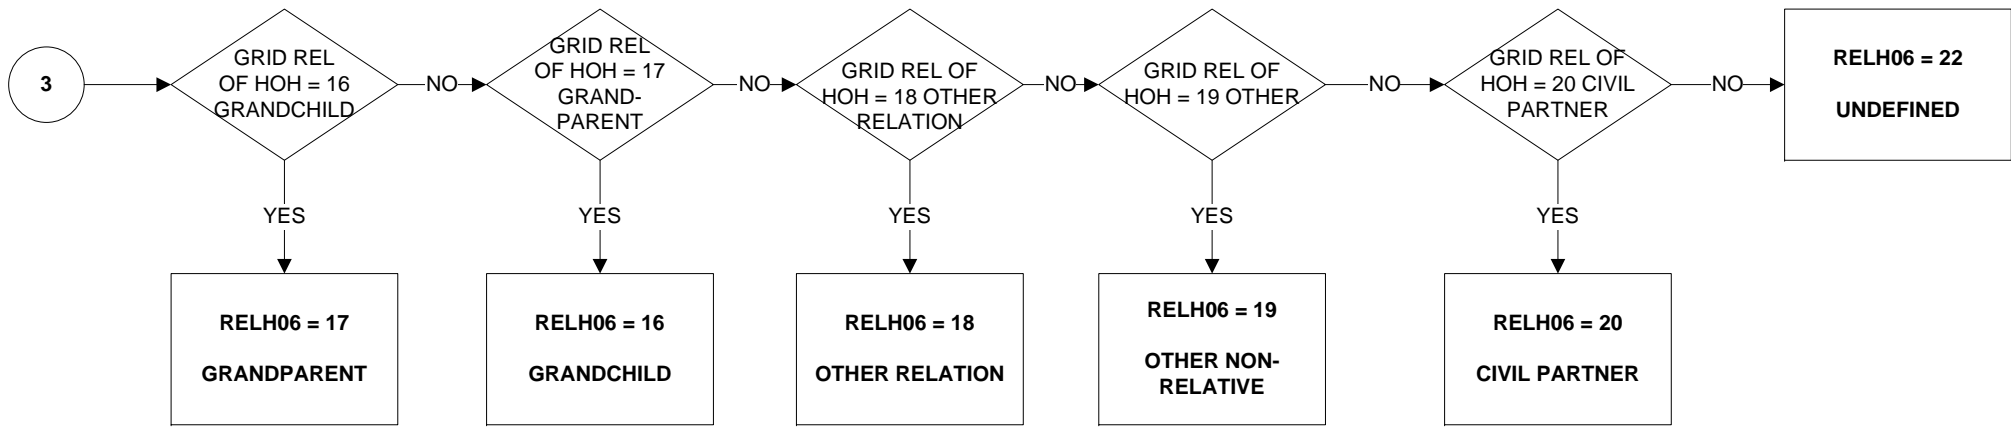 3
GRID REL
OF HOH = 16
GRANDCHILD
NO
GRID REL
OF HOH = 17
GRAND-
PARENT
NO
GRID REL OF
HOH = 18 OTHER
RELATION
NO
GRID REL OF
HOH = 19 OTHER
NO
GRID REL OF
HOH = 20 CIVIL
PARTNER
NO
RELH06 = 22
UNDEFINED
YES
YES
YES
YES
YES
RELH06 = 17
GRANDPARENT
RELH06 = 16
GRANDCHILD
RELH06 = 18
OTHER RELATION
RELH06 = 19
OTHER NON-
RELATIVE
RELH06 = 20
CIVIL PARTNER